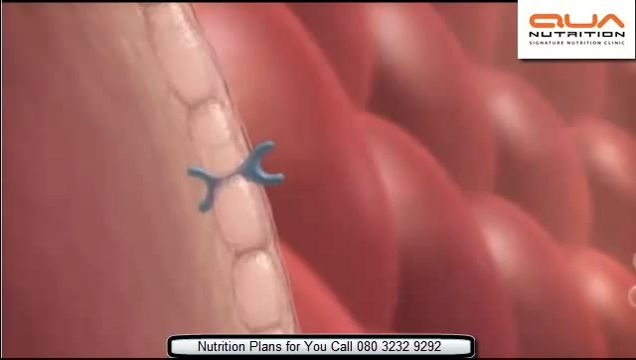 QUA
NUTRITION
SIGNATURE NUTRITION CLINIC
Nutrition Plans for You Call 080 3232 9292